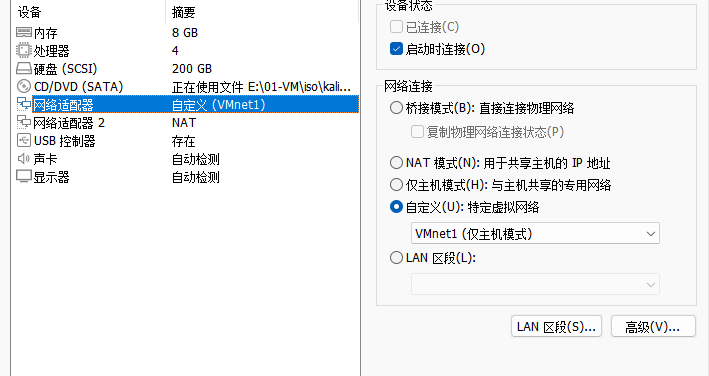 设备 摘要
内存 8 GB
处理器 4
硬盘 (SCSI) 200 GB
CD/DVD (SATA) 正在使用文件 E:\01-VM\iso\kali...
网络适配器 自定义 (VMnet1)
网络适配器 2 NAT
USB 控制器 存在
声卡 自动检测
显示器 自动检测
设备状态
已连接(C)
启动时连接(O)
网络连接
桥接模式(B): 直接连接物理网络
复制物理网络连接状态(P)
NAT 模式(N): 用于共享主机的 IP 地址
仅主机模式(H): 与主机共享的专用网络
自定义(U): 特定虚拟网络
VMnet1 (仅主机模式)
LAN 区段(L):
LAN 区段(S)... 高级(V)...